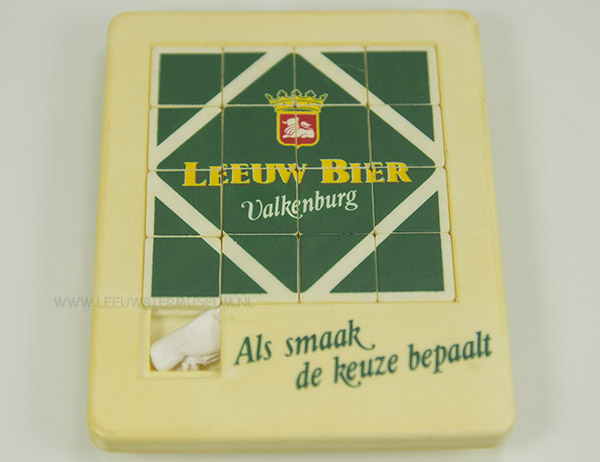 LEEUW BIER
Valkenburg
WWW.LEEUWBIERMUSEUM.NL
Als smaak
de keuze bepaalt